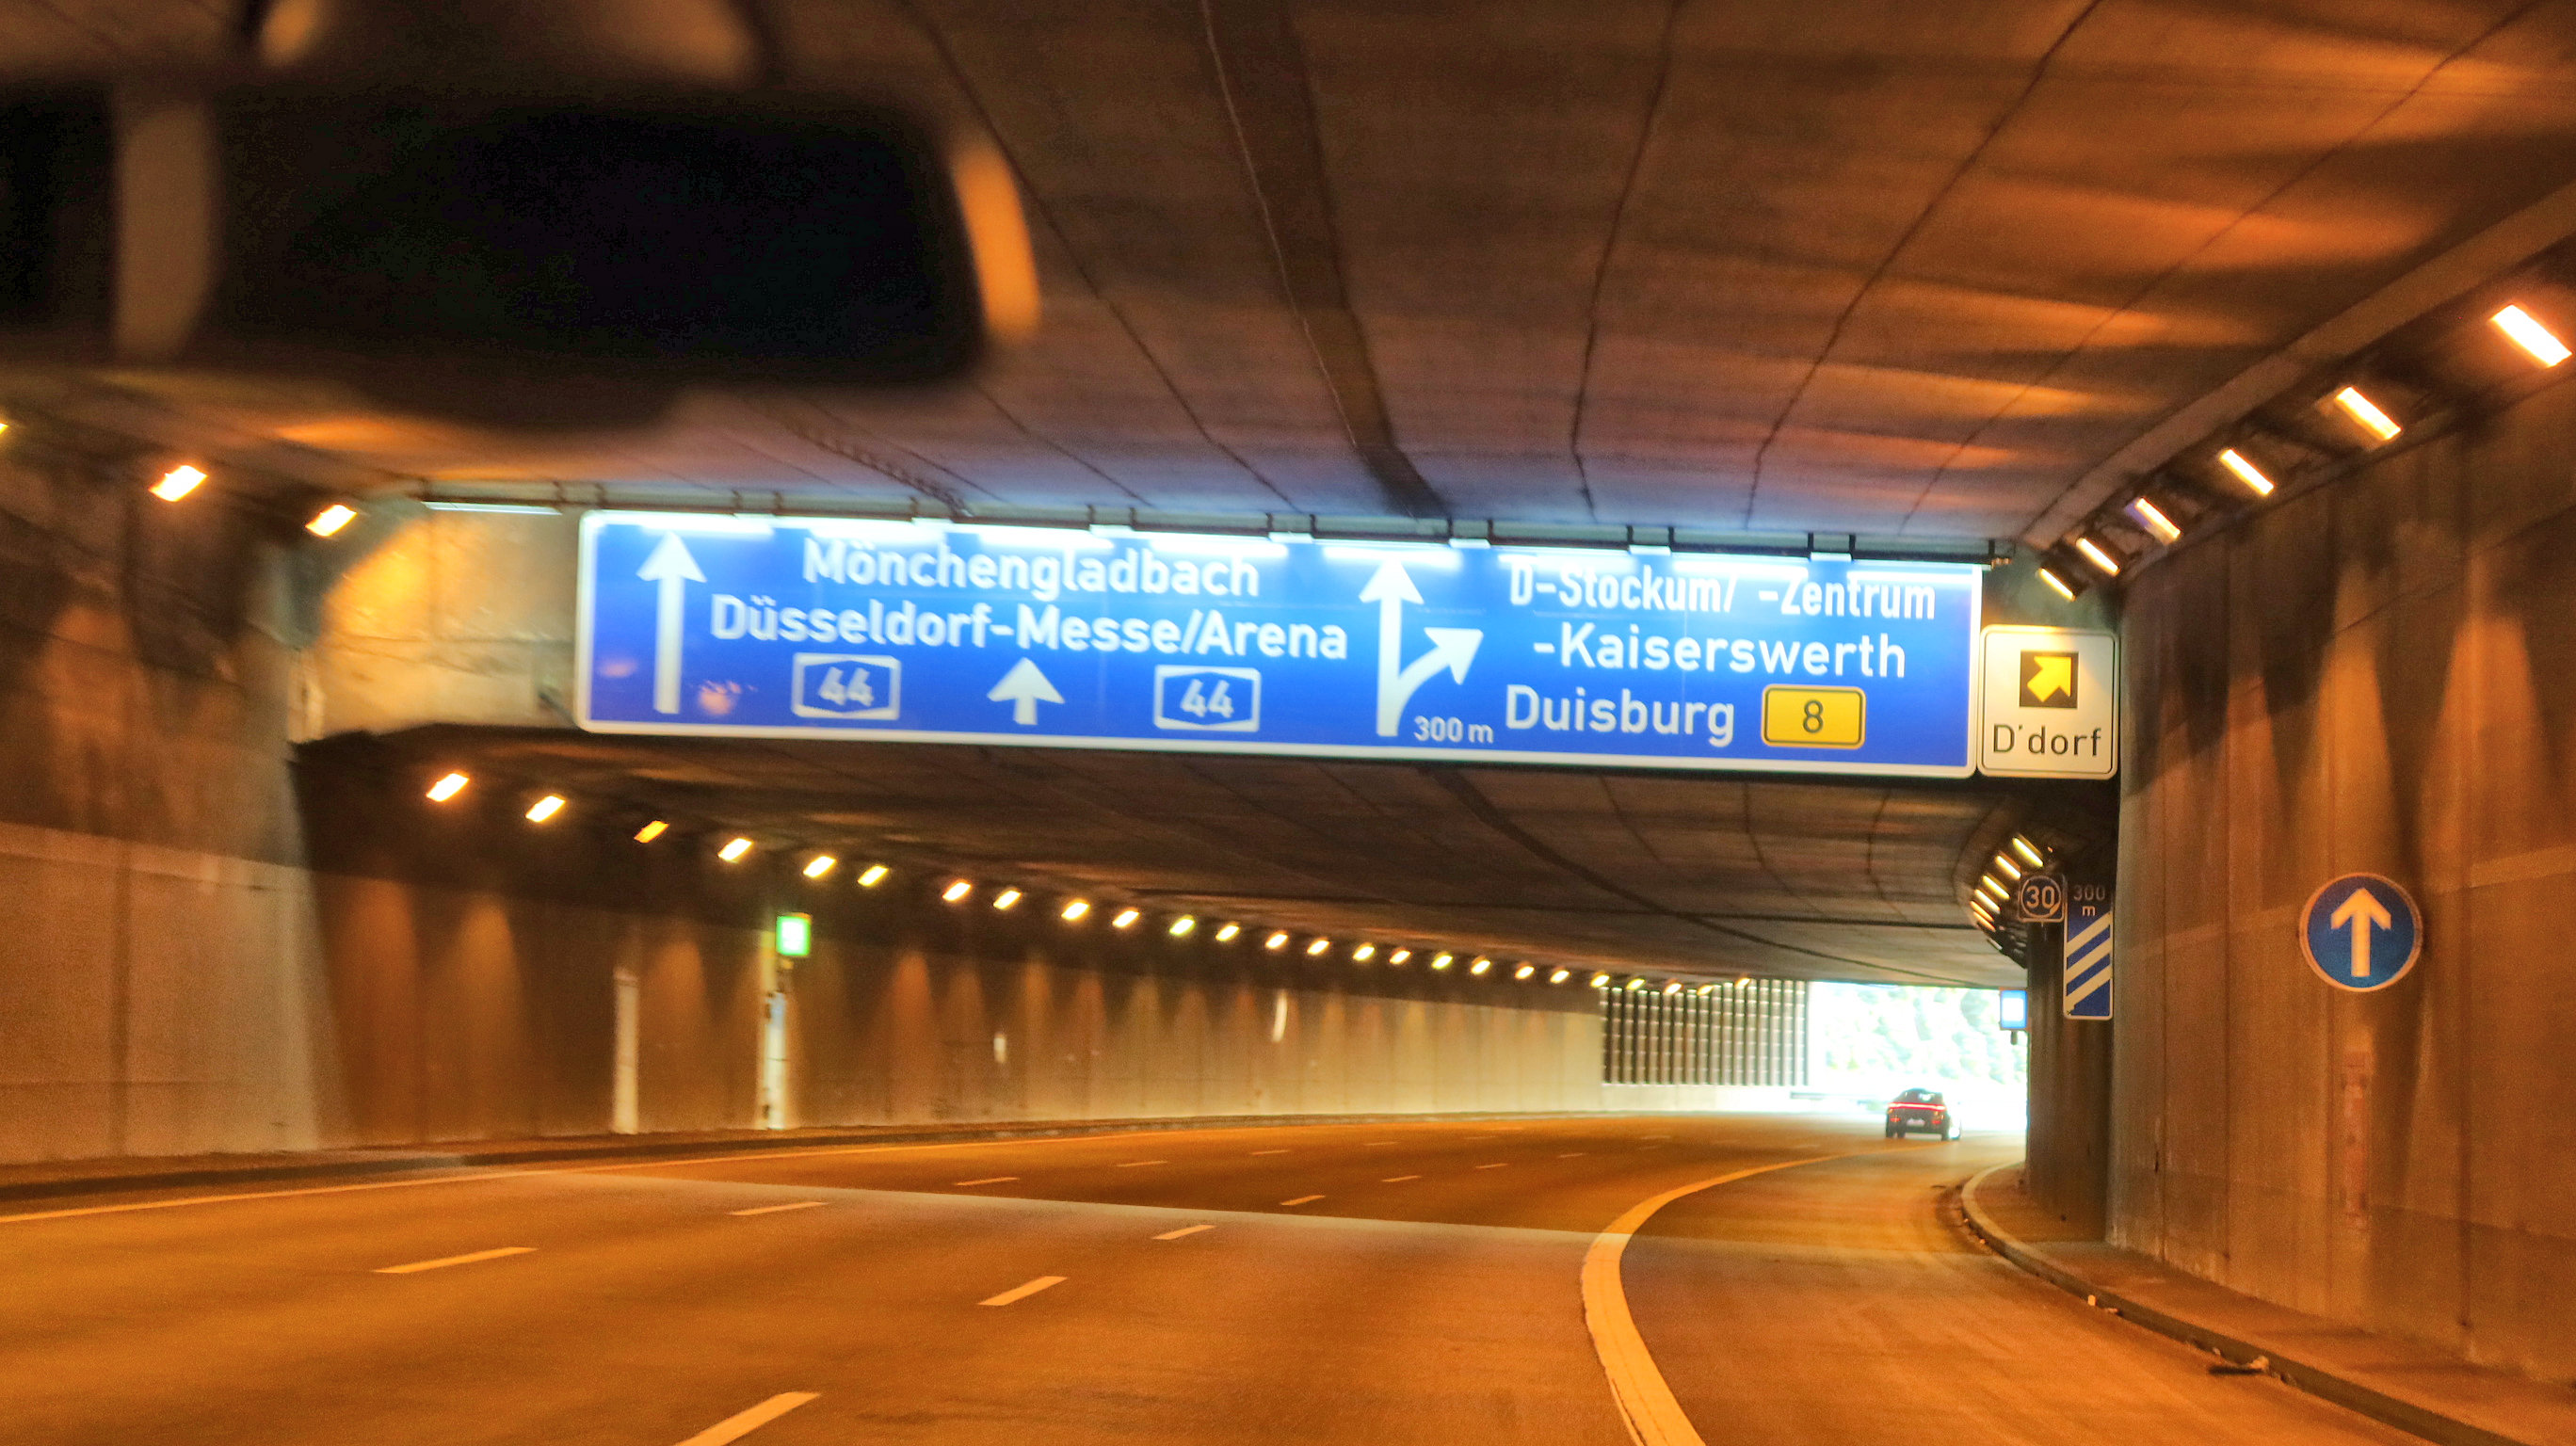 Mönchengladbach
Düsseldorf-Messe/Arena
44
44
D-Stockum/ -Zentrum
-Kaiserswerth
300 m Duisburg 8
D'dorf
30
300
m